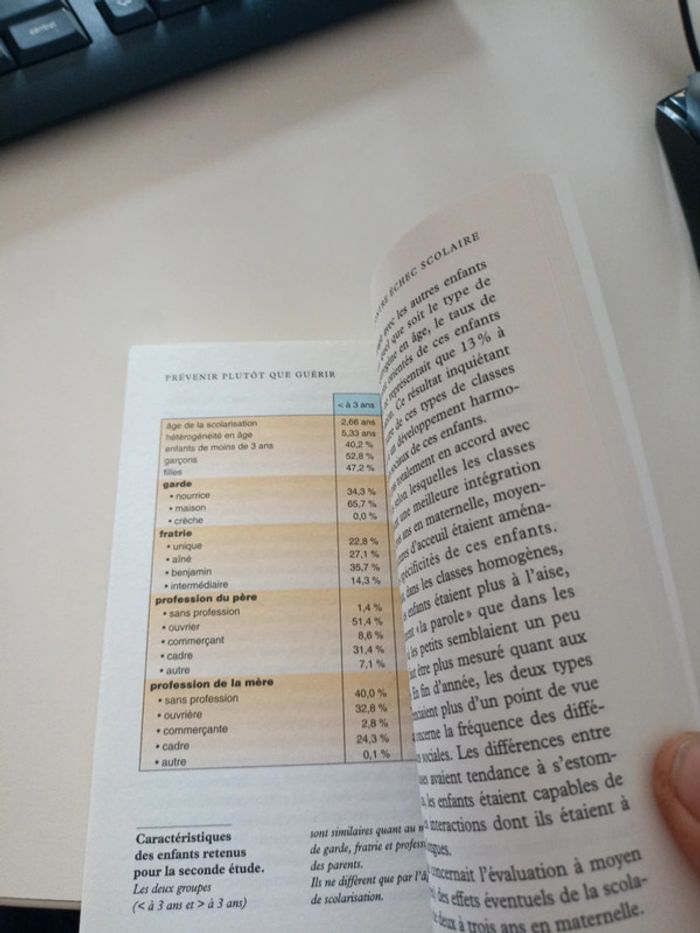 PRÉVENIR PLUTÔT QUE GUÉRIR
< à 3 ans
âge de la scolarisation 2,66 ans
hétérogénéité en âge 5,33 ans
enfants de moins de 3 ans 40,2 %
garçons 52,8 %
filles 47,2 %
garde
• nourrice 34,3 %
• maison 65,7 %
• crèche 0,0 %
fratrie
• unique 22,8 %
• aîné 27,1 %
• benjamin 35,7 %
• intermédiaire 14,3 %
profession du père
• sans profession 1,4 %
• ouvrier 51,4 %
• commerçant 8,6 %
• cadre 31,4 %
• autre 7,1 %
profession de la mère
• sans profession 40,0 %
• ouvrière 32,8 %
• commerçante 2,8 %
• cadre 24,3 %
• autre 0,1 %
Caractéristiques
des enfants retenus
pour la seconde étude.
Les deux groupes
(< à 3 ans et > à 3 ans)
sont similaires quant au
de garde, fratrie et
des parents.
Ils ne diffèrent que par
de scolarisation.
ÉCHEC SCOLAIRE
avec les autres enfants
que soit le type de
en âge, le taux de
orientés de ces enfants
représentait que 13 % à
Ce résultat inquiétant
de ces types de classes
un développement harmo-
de ces enfants.
totalement en accord avec
selon lesquelles les classes
une meilleure intégration
ans en maternelle, moyen-
d'acceuil étaient aména-
spécificités de ces enfants.
dans les classes homogènes,
enfants étaient plus à l'aise,
« la parole » que dans les
les petits semblaient un peu
être plus mesuré quant aux
En fin d'année, les deux types
plus d'un point de vue
concerne la fréquence des diffé-
sociales. Les différences entre
avaient tendance à s'estom-
les enfants étaient capables de
interactions dont ils étaient à
concernait l'évaluation à moyen
des effets éventuels de la scola-
deux à trois ans en maternelle.